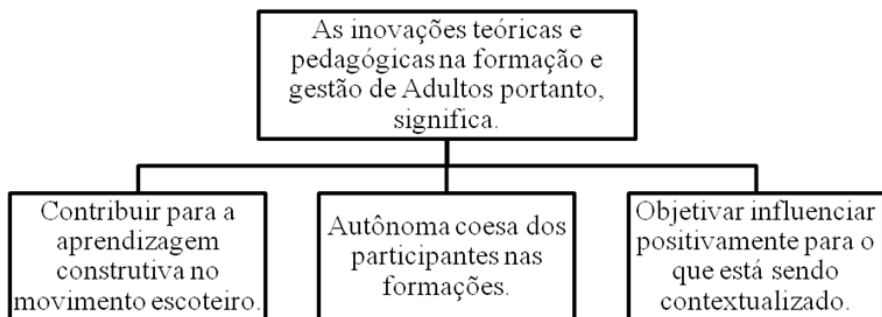 As inovações teóricas e
pedagógicas na formação e
gestão de Adultos portanto,
significa.
Contribuir para a
aprendizagem
construtiva no
movimento escoteiro.
Autônoma coesa dos
participantes nas
formações.
Objetivar influenciar
positivamente para o
que está sendo
contextualizado.